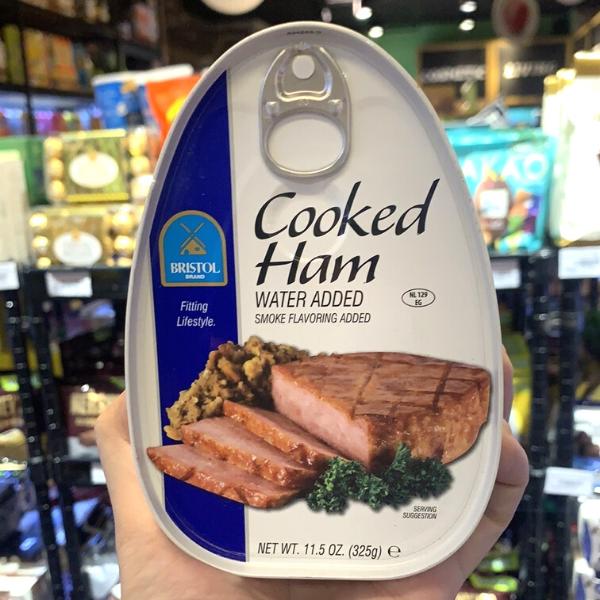 Cooked
Ham
WATER ADDED
SMOKE FLAVORING ADDED
NL 129
EG
BRISTOL
BRAND
Fitting
Lifestyle.
SERVING
SUGGESTION
NET WT. 11.5 OZ. (325g) ℮
AKAO